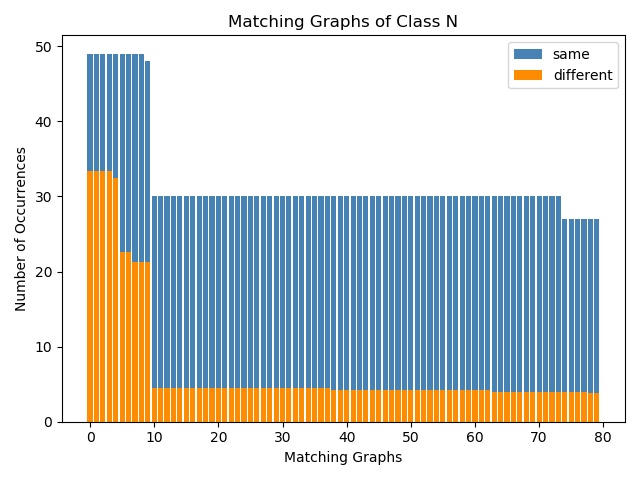 Matching Graphs of Class N
same
different
Number of Occurrences
50
40
30
20
10
0
0 10 20 30 40 50 60 70 80
Matching Graphs